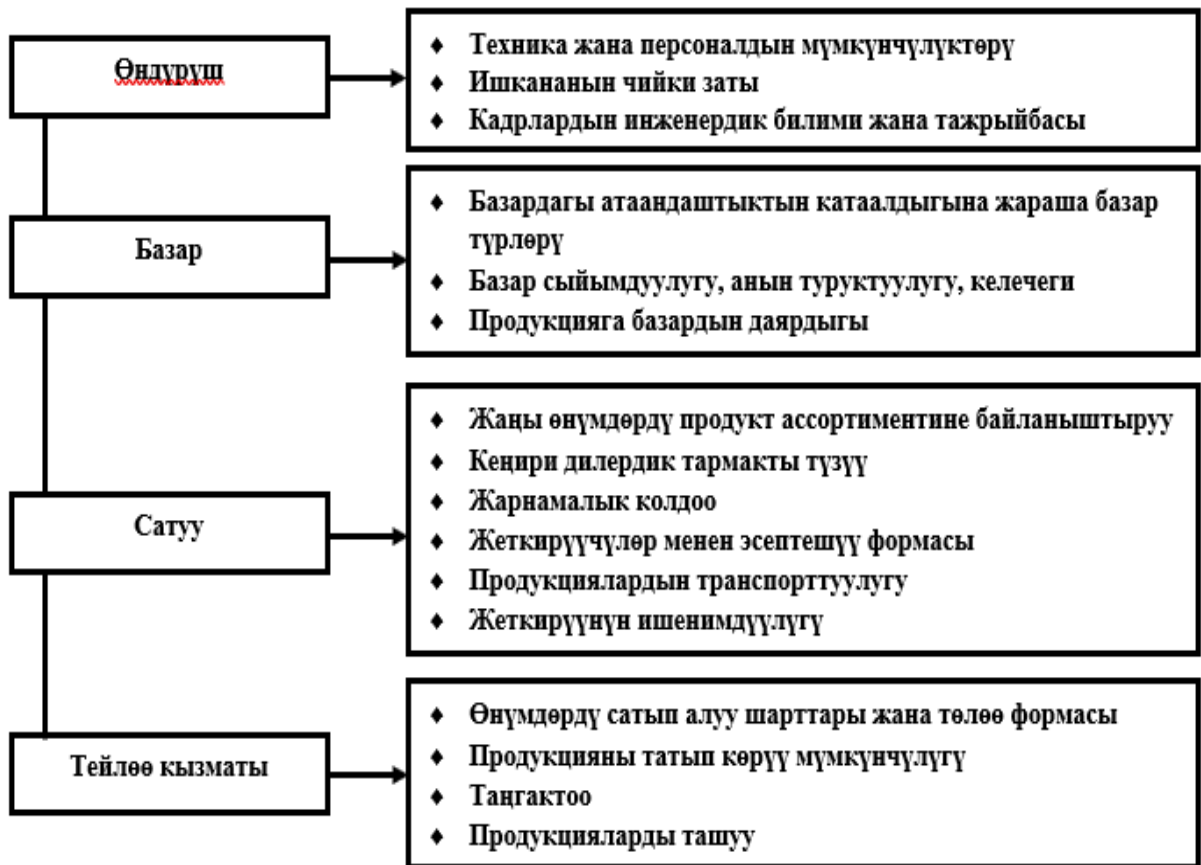 Өндүрүш
♦ Техника жана персоналдын мүмкүнчүлүктөрү
♦ Ишкананын чийки заты
♦ Кадрлардын инженердик билими жана тажрыйбасы
Базар
♦ Базардагы атаандаштыктын катаалдыгына жараша базар
түрлөрү
♦ Базар сыйымдуулугу, анын туруктуулугу, келечеги
♦ Продукцияга базардын даярдыгы
Сатуу
♦ Жаңы өнүмдөрдү продукт ассортиментине байланыштыруу
♦ Кеңири дилердик тармакты түзүү
♦ Жарнамалык колдоо
♦ Жеткирүүчүлөр менен эсептешүү формасы
♦ Продукциялардын транспорттуулугу
♦ Жеткирүүнүн ишенимдүүлүгү
Тейлөө кызматы
♦ Өнүмдөрдү сатып алуу шарттары жана төлөө формасы
♦ Продукцияны татып көрүү мүмкүнчүлүгү
♦ Таңгактоо
♦ Продукцияларды ташуу